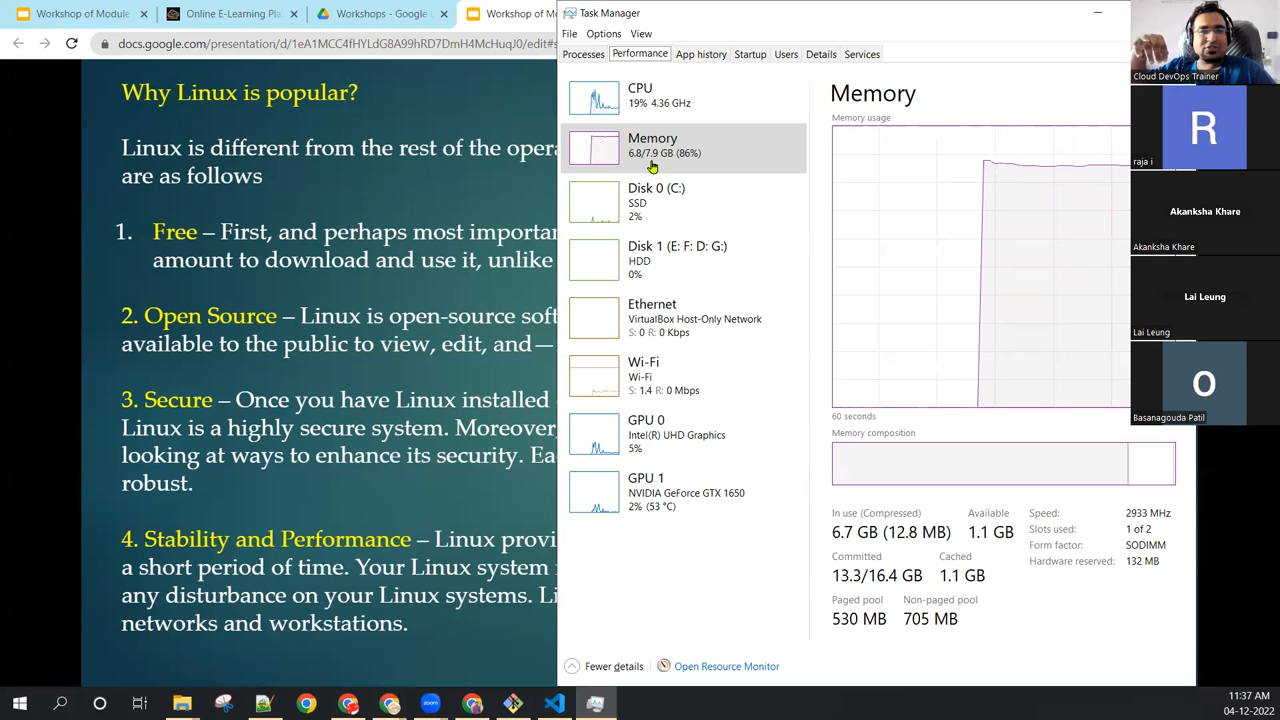 Workshop of Module
Online E-Learning Pla
Workshops - Google
Workshop of Mod
docs.google.com/presentation/d/1eA1MCC4fHYLdG8A99hRD7DmH4McHuqJ0/edit#s
Why Linux is popular?
Linux is different from the rest of the opera
are as follows
1. Free – First, and perhaps most importan
amount to download and use it, unlike
2. Open Source – Linux is open-source soft
available to the public to view, edit, and—
3. Secure – Once you have Linux installed
Linux is a highly secure system. Moreover,
looking at ways to enhance its security. Ea
robust.
4. Stability and Performance – Linux provi
a short period of time. Your Linux system
any disturbance on your Linux systems. Li
networks and workstations.
Task Manager
File Options View
Processes Performance App history Startup Users Details Services
CPU
19% 4.36 GHz
Memory
6.8/7.9 GB (86%)
Disk 0 (C:)
SSD
2%
Disk 1 (E: F: D: G:)
HDD
0%
Ethernet
VirtualBox Host-Only Network
S: 0 R: 0 Kbps
Wi-Fi
Wi-Fi
S: 1.4 R: 0 Mbps
GPU 0
Intel(R) UHD Graphics
5%
GPU 1
NVIDIA GeForce GTX 1650
2% (53 °C)
Memory
Memory usage
60 seconds
Memory composition
In use (Compressed) Available
6.7 GB (12.8 MB) 1.1 GB
Committed Cached
13.3/16.4 GB 1.1 GB
Paged pool Non-paged pool
530 MB 705 MB
Speed: 2933 MHz
Slots used: 1 of 2
Form factor: SODIMM
Hardware reserved: 132 MB
Fewer details Open Resource Monitor
Cloud DevOps Trainer
R
raja i
Akanksha Khare
Akanksha Khare
Lai Leung
Lai Leung
o
Basanagouda Patil
zoom
11:37 AM
04-12-2022